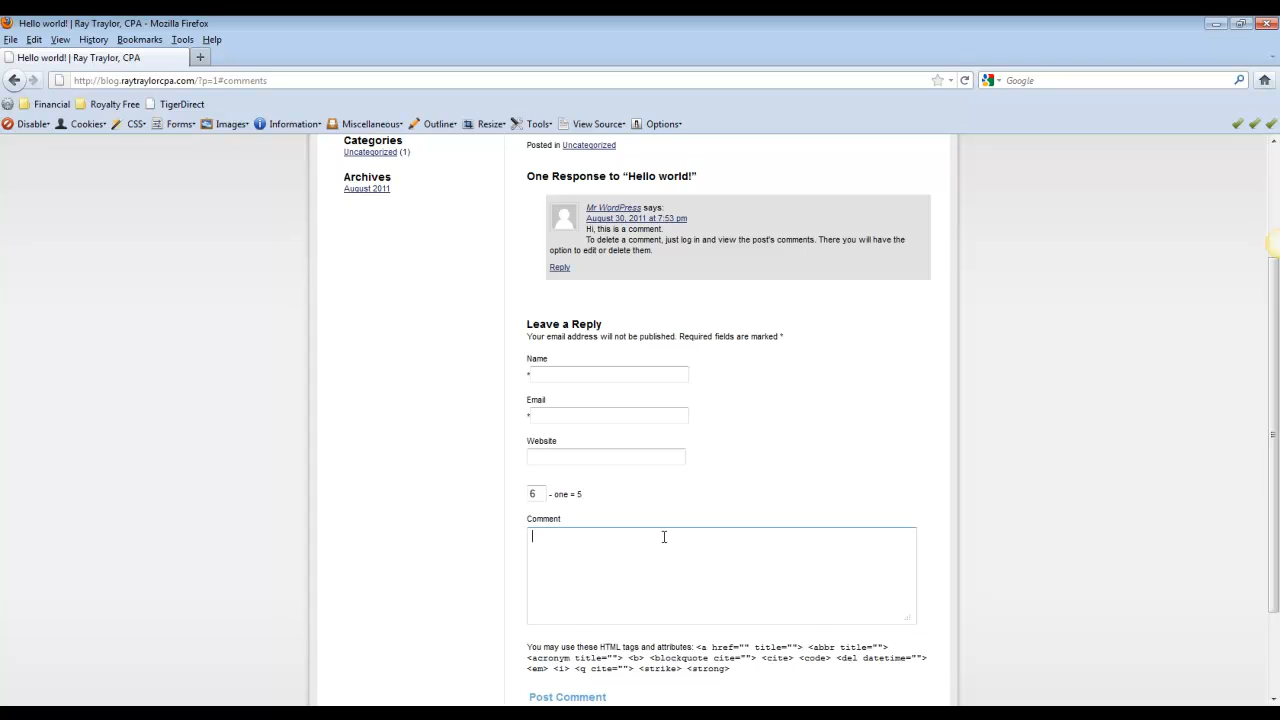 Hello world! | Ray Traylor, CPA - Mozilla Firefox
File Edit View History Bookmarks Tools Help
Hello world! | Ray Traylor, CPA
http://blog.raytraylorcpa.com/?p=1#comments
Google
Financial Royalty Free TigerDirect
Disable Cookies CSS Forms Images Information Miscellaneous Outline Resize Tools View Source Options
Categories
Uncategorized (1)
Archives
August 2011
Posted in Uncategorized
One Response to “Hello world!”
Mr WordPress says:
August 30, 2011 at 7:53 pm
Hi, this is a comment.
To delete a comment, just log in and view the post's comments. There you will have the
option to edit or delete them.
Reply
Leave a Reply
Your email address will not be published. Required fields are marked *
Name
*
Email
*
Website
6 - one = 5
Comment
You may use these HTML tags and attributes: <a href="" title=""> <abbr title="">
<acronym title=""> <b> <blockquote cite=""> <cite> <code> <del datetime="">
<em> <i> <q cite=""> <strike> <strong>
Post Comment